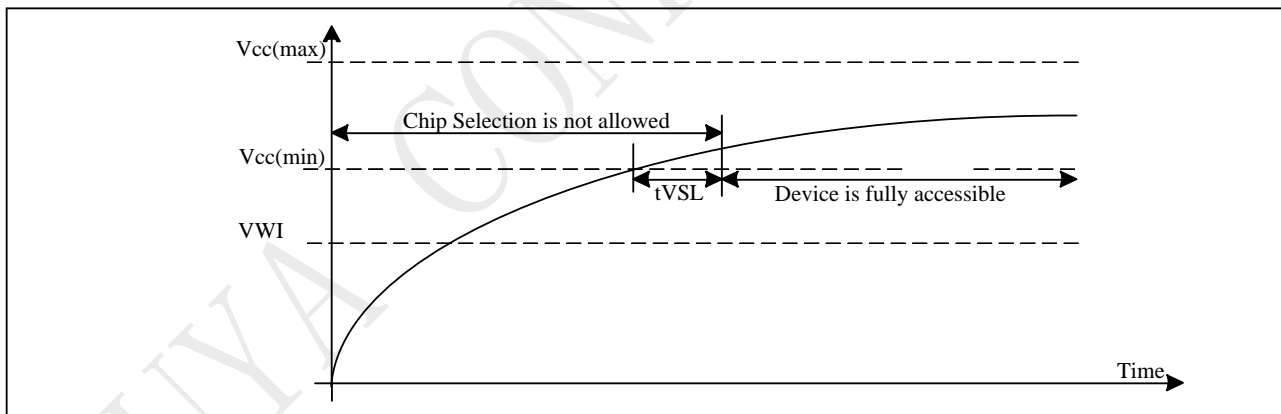 Vcc(max)
Chip Selection is not allowed
Vcc(min)
tVSL
Device is fully accessible
VWI
Time